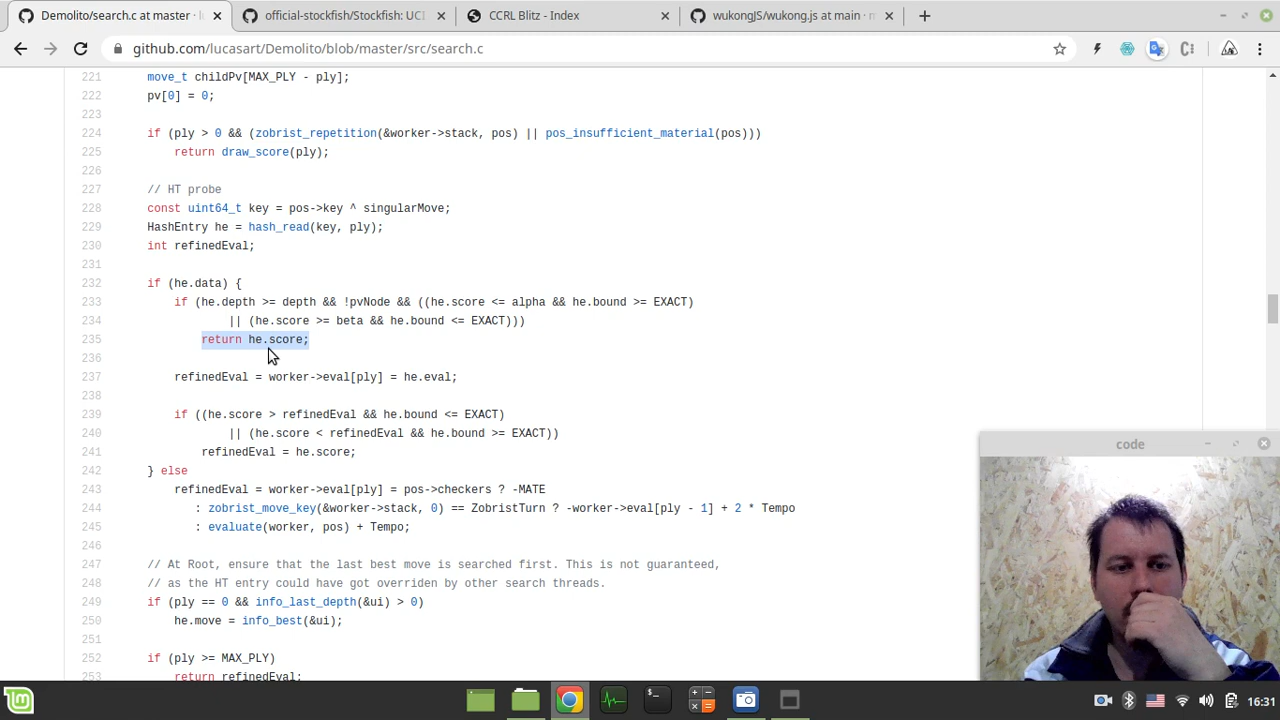 Demolito/search.c at master · l
official-stockfish/Stockfish: UCI
CCRL Blitz - Index
wukongJS/wukong.js at main · m
github.com/lucasart/Demolito/blob/master/src/search.c
221 move_t childPv[MAX_PLY - ply];
222 pv[0] = 0;
223
224 if (ply > 0 && (zobrist_repetition(&worker->stack, pos) || pos_insufficient_material(pos)))
225 return draw_score(ply);
226
227 // HT probe
228 const uint64_t key = pos->key ^ singularMove;
229 HashEntry he = hash_read(key, ply);
230 int refinedEval;
231
232 if (he.data) {
233 if (he.depth >= depth && !pvNode && ((he.score <= alpha && he.bound >= EXACT)
234 || (he.score >= beta && he.bound <= EXACT)))
235 return he.score;
236
237 refinedEval = worker->eval[ply] = he.eval;
238
239 if ((he.score > refinedEval && he.bound <= EXACT)
240 || (he.score < refinedEval && he.bound >= EXACT))
241 refinedEval = he.score;
242 } else
243 refinedEval = worker->eval[ply] = pos->checkers ? -MATE
244 : zobrist_move_key(&worker->stack, 0) == ZobristTurn ? -worker->eval[ply - 1] + 2 * Tempo
245 : evaluate(worker, pos) + Tempo;
246
247 // At Root, ensure that the last best move is searched first. This is not guaranteed,
248 // as the HT entry could have got overriden by other search threads.
249 if (ply == 0 && info_last_depth(&ui) > 0)
250 he.move = info_best(&ui);
251
252 if (ply >= MAX_PLY)
253 return refinedEval;
code
16:31